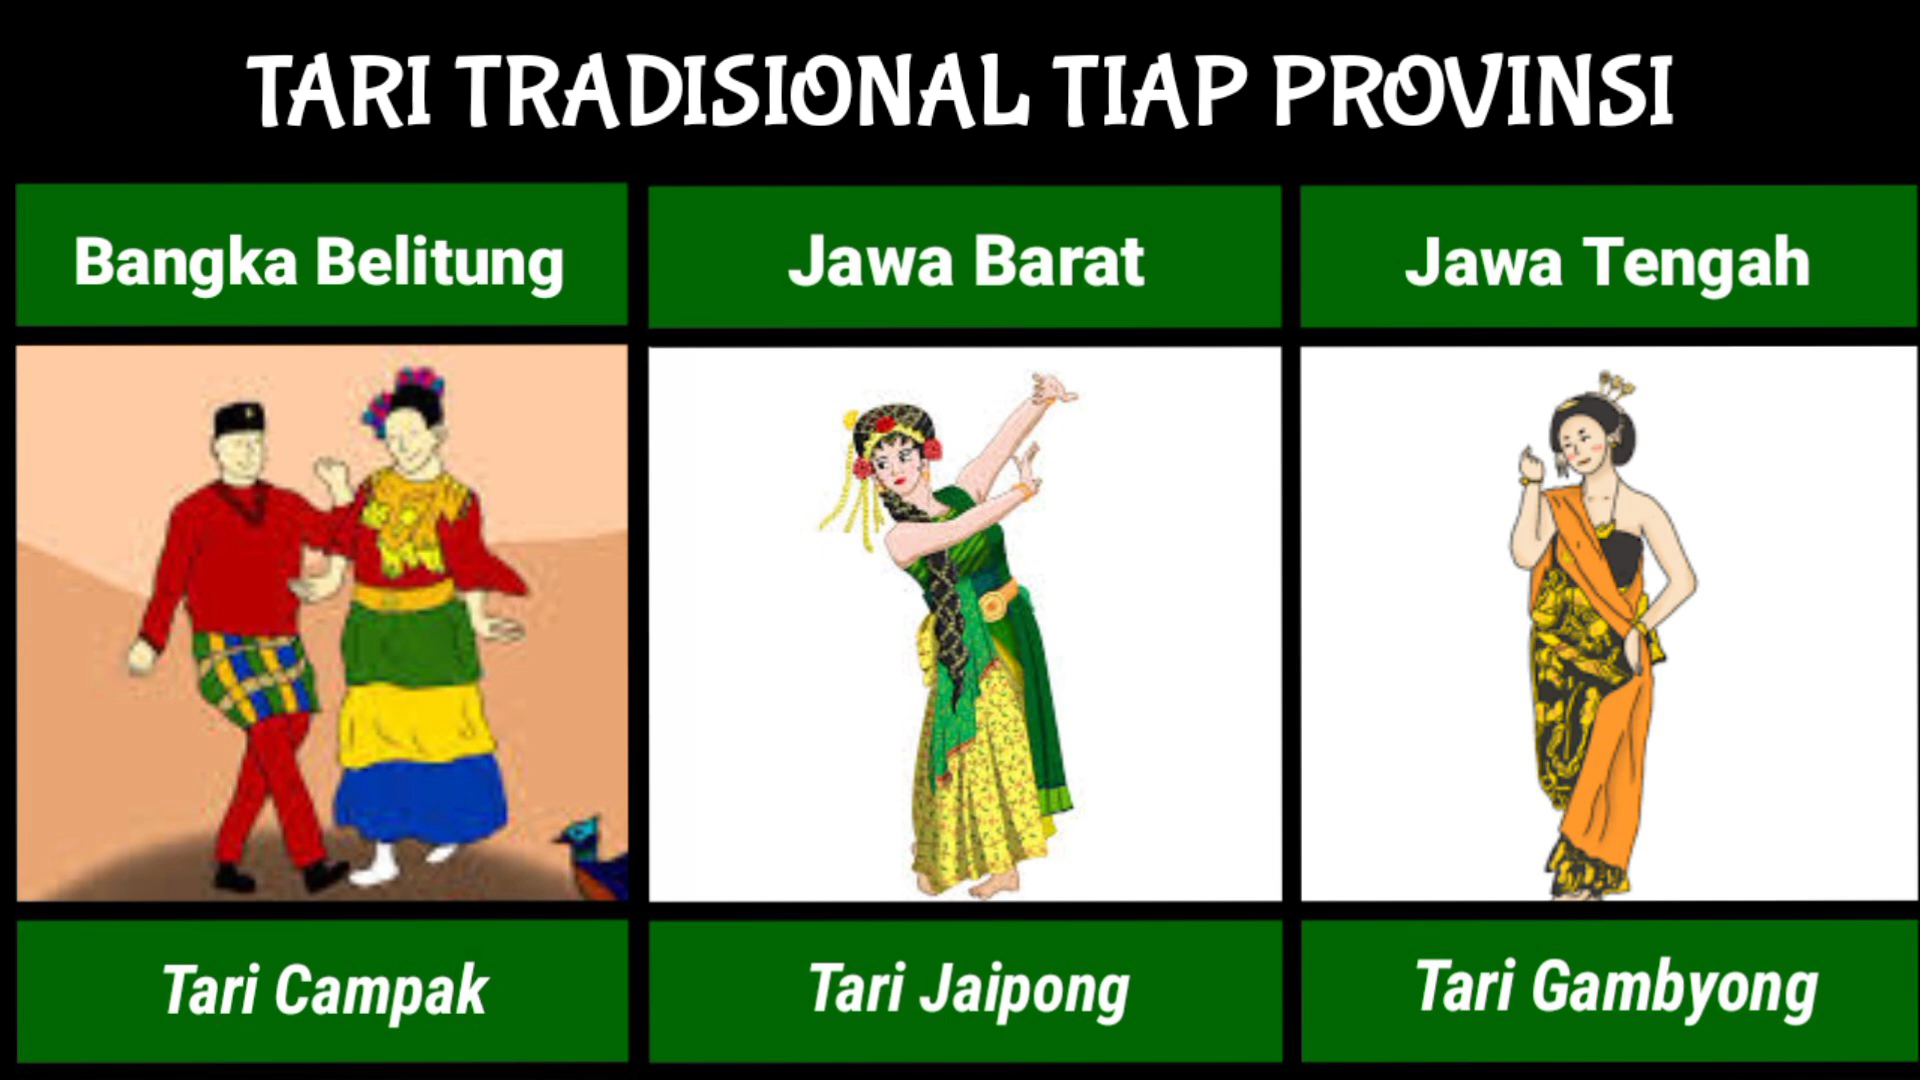 TARI TRADISIONAL TIAP PROVINSI
Bangka Belitung
Jawa Barat
Jawa Tengah
Tari Campak
Tari Jaipong
Tari Gambyong